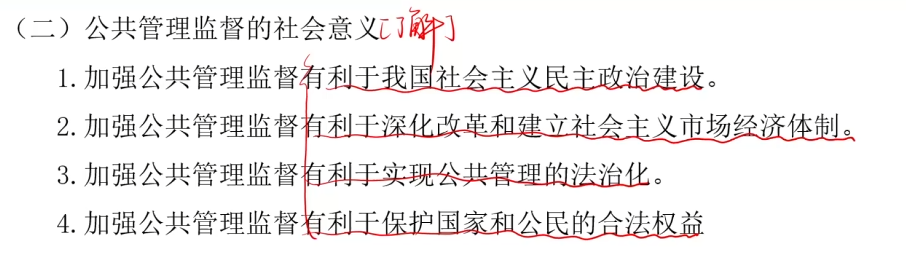 （二）公共管理监督的社会意义[了解]
1.加强公共管理监督有利于我国社会主义民主政治建设。
2.加强公共管理监督有利于深化改革和建立社会主义市场经济体制。
3.加强公共管理监督有利于实现公共管理的法治化。
4.加强公共管理监督有利于保护国家和公民的合法权益